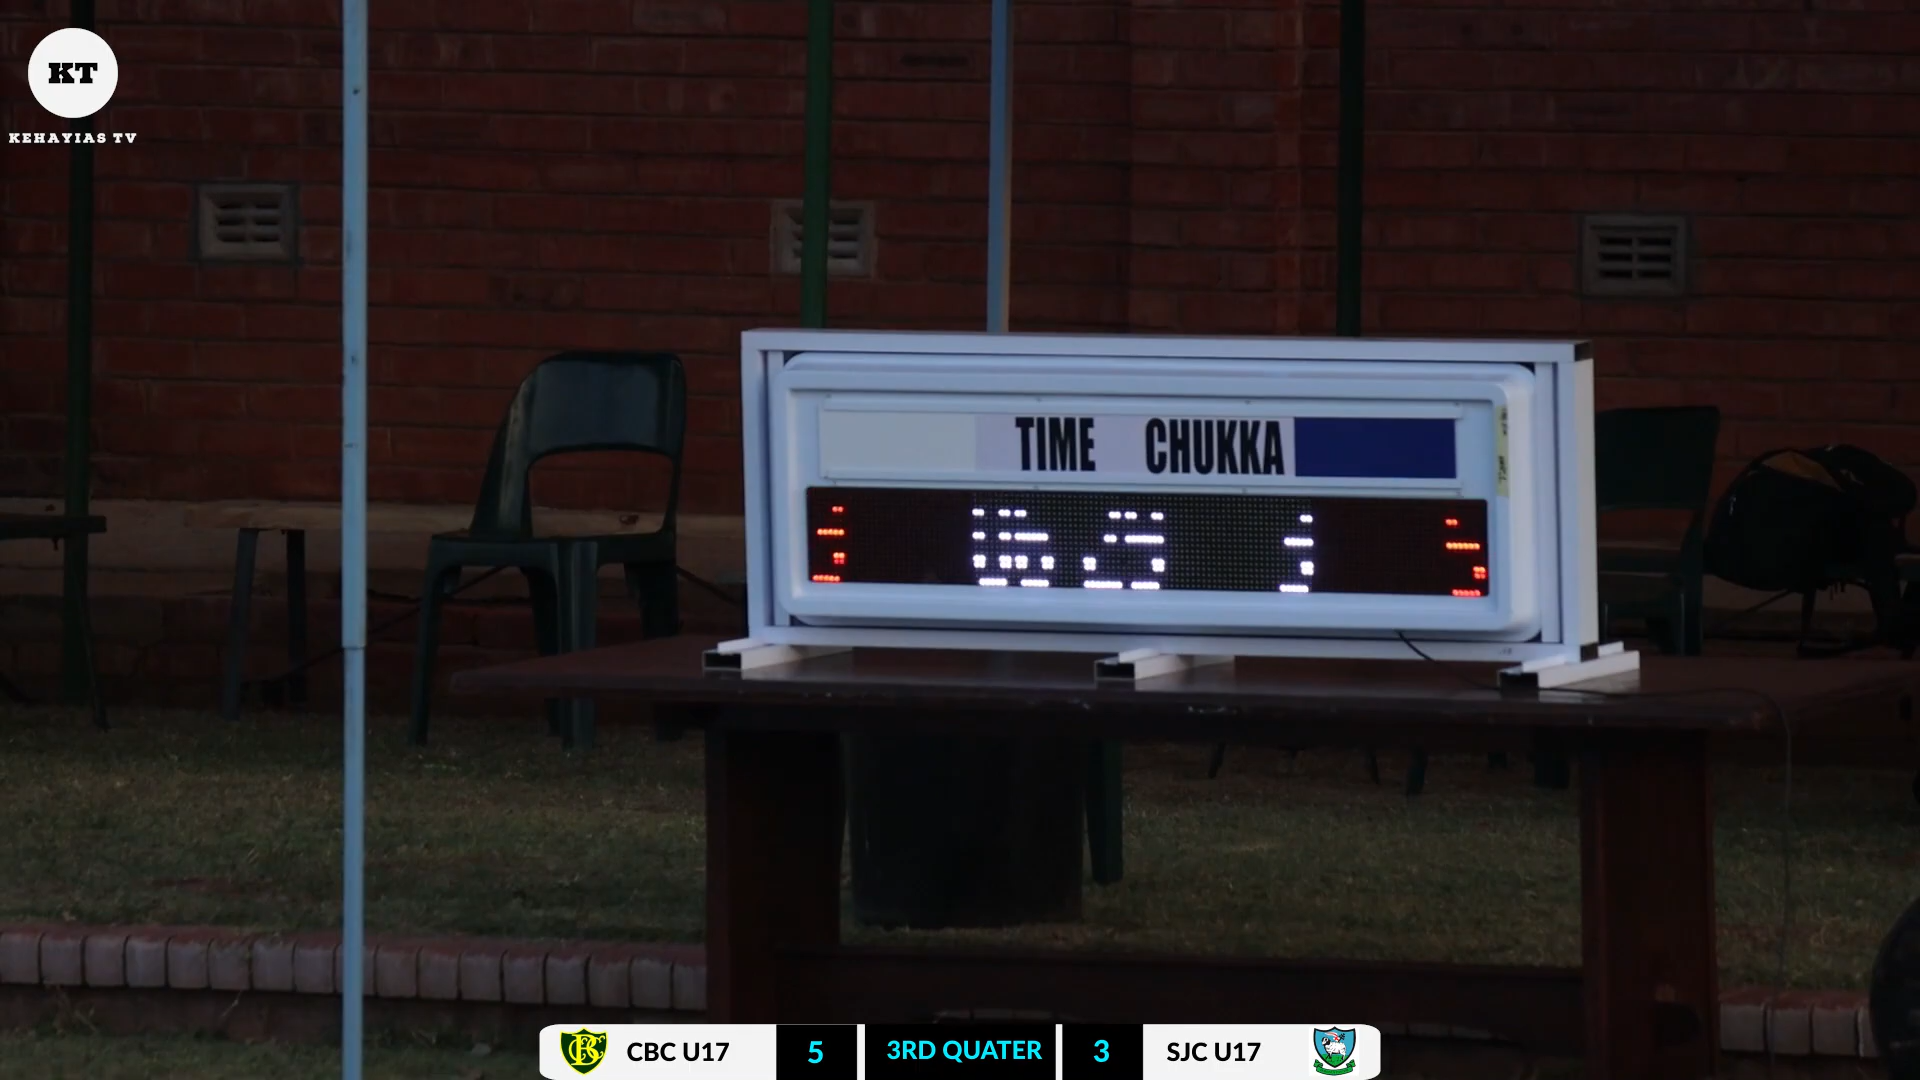 KT
KEHAYIAS TV
TIME CHUKKA
CBC U17 5 3RD QUATER 3 SJC U17